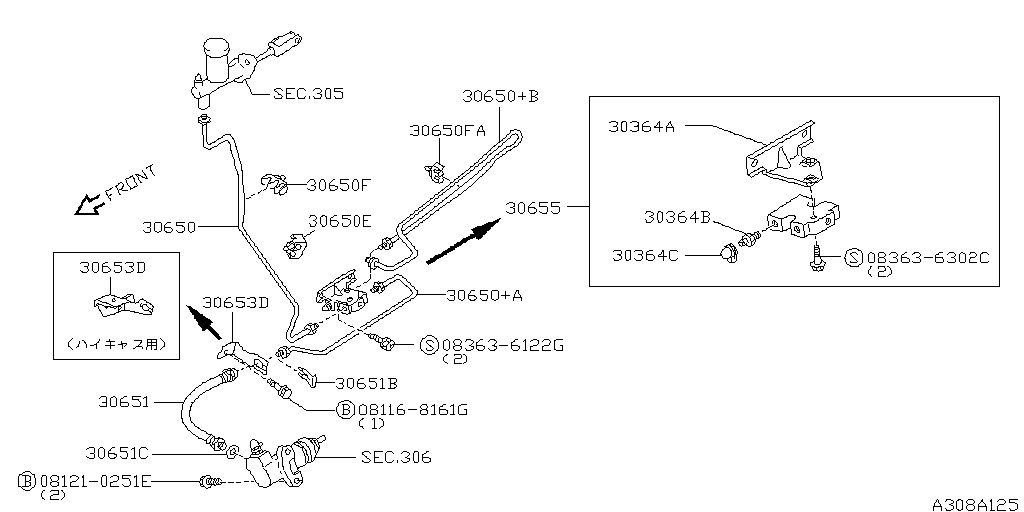 SEC.305
30650+B
30650FA
30364A
FRONT
30650F
30655
30650
30650E
30364B
30364C
S 08363-6302C
(2)
30653D
30653D
30650+A
(ハイキャス用)
S 08363-6122G
(2)
30651B
30651
B 08116-8161G
(1)
30651C
SEC.306
B 08121-0251E
(2)
A308A125